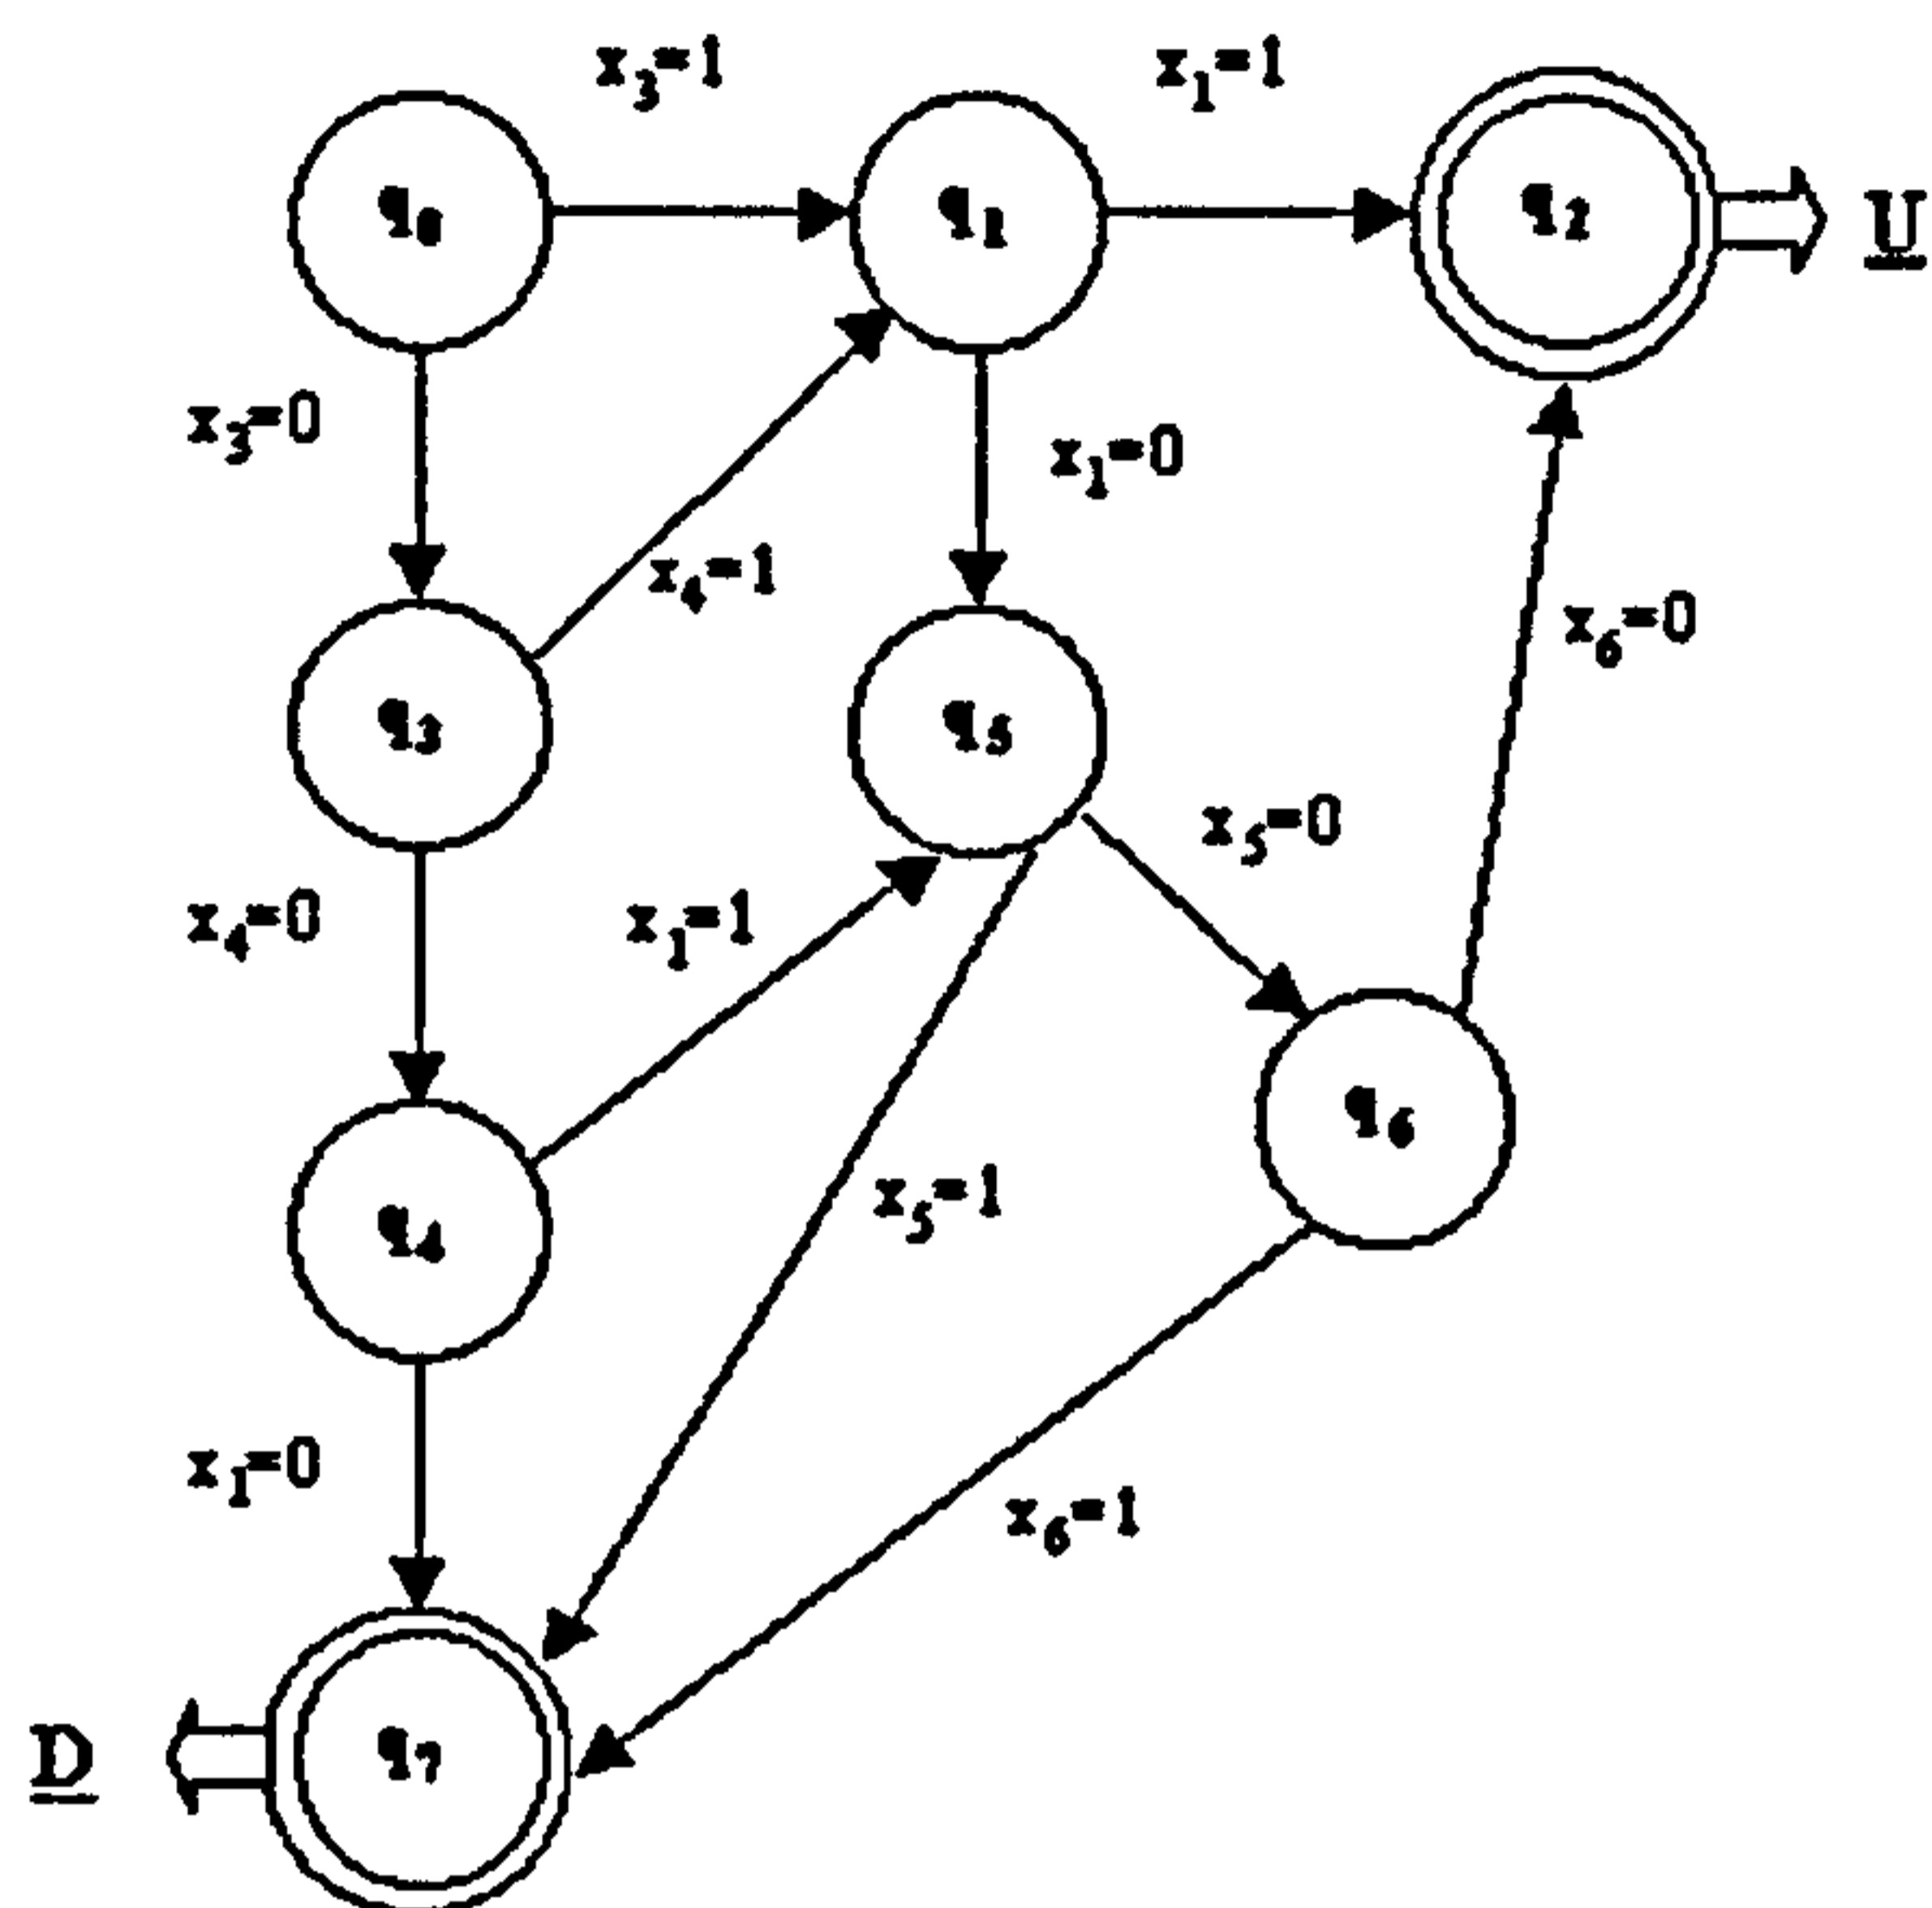 x3=1
x1=1
q0
q1
q2
U
x3=0
x1=0
x4=1
x6=0
q3
q5
x5=0
x4=0
x1=1
q6
x5=1
q4
x1=0
x6=1
D
q7